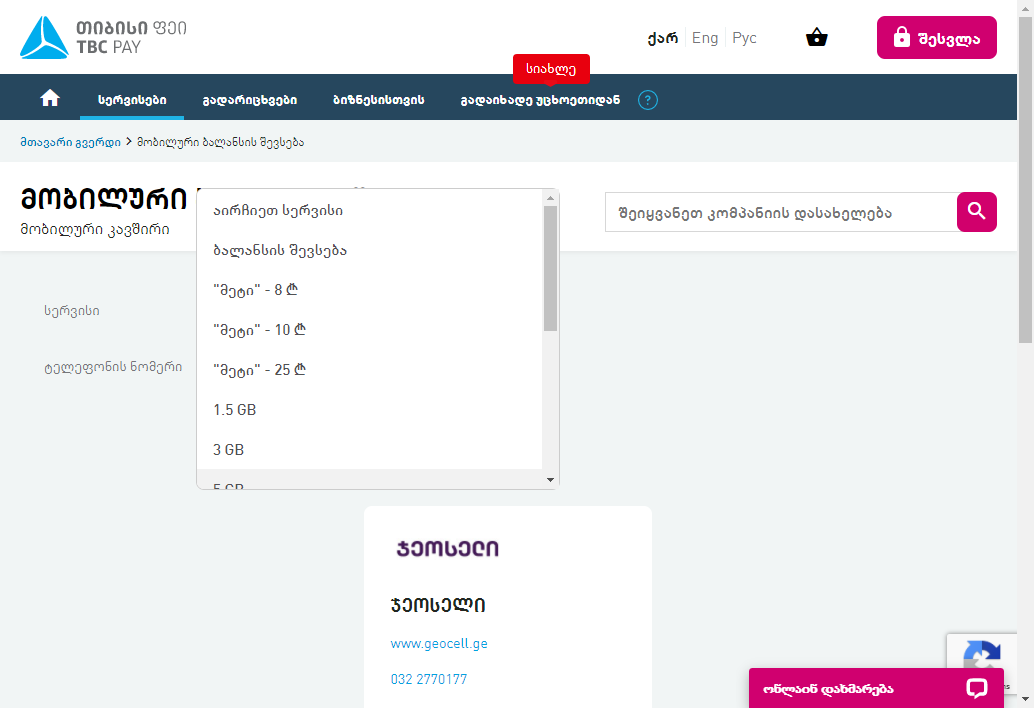 თიბისი ფეი
TBC PAY
ქარ Eng Рус
შესვლა
სიახლე
სერვისები გადარიცხვები ბიზნესისთვის გადაიხადე უცხოეთიდან ?
მთავარი გვერდი > მობილური ბალანსის შევსება
მობილური
მობილური კავშირი
შეიყვანეთ კომპანიის დასახელება
აირჩიეთ სერვისი
ბალანსის შევსება
"მეტი" - 8 ₾
"მეტი" - 10 ₾
"მეტი" - 25 ₾
1.5 GB
3 GB
5 GB
სერვისი
ტელეფონის ნომერი
ჯეოსელი
ჯეოსელი
www.geocell.ge
032 2770177
ონლაინ დახმარება